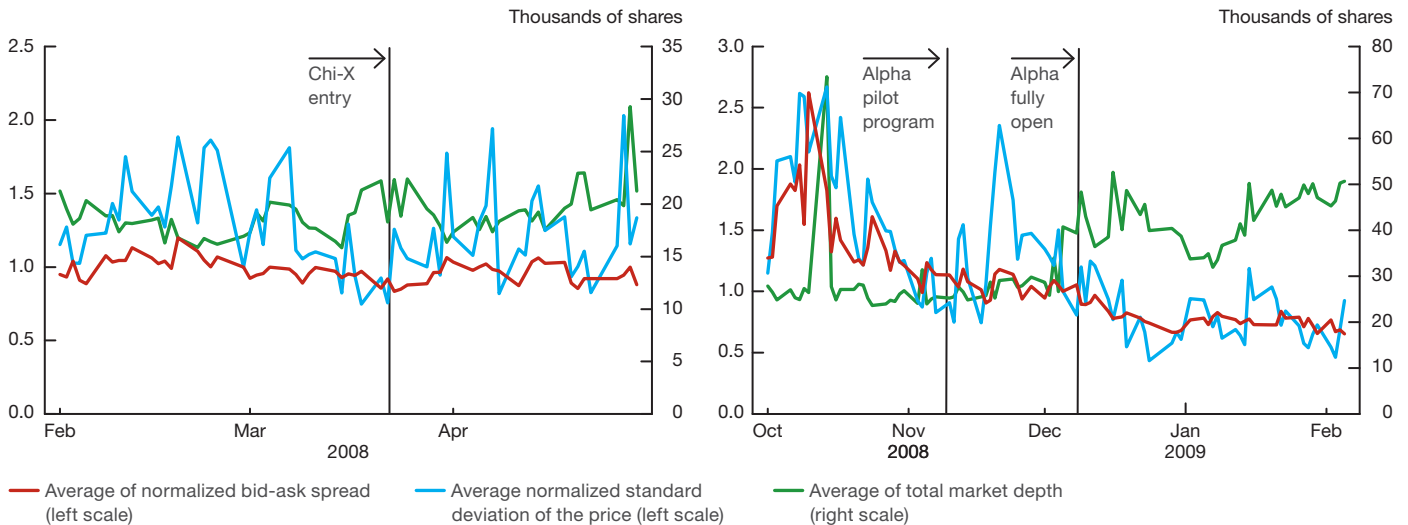 Thousands of shares
2.5
2.0
1.5
1.0
0.5
0.0
35
30
25
20
15
10
5
0
Chi-X
entry
Feb
Mar
Apr
2008
Thousands of shares
3.0
2.5
2.0
1.5
1.0
0.5
0.0
80
70
60
50
40
30
20
10
0
Alpha
pilot
program
Alpha
fully
open
Oct
Nov
Dec
Jan
Feb
2008
2009
Average of normalized bid-ask spread
(left scale)
Average normalized standard
deviation of the price (left scale)
Average of total market depth
(right scale)